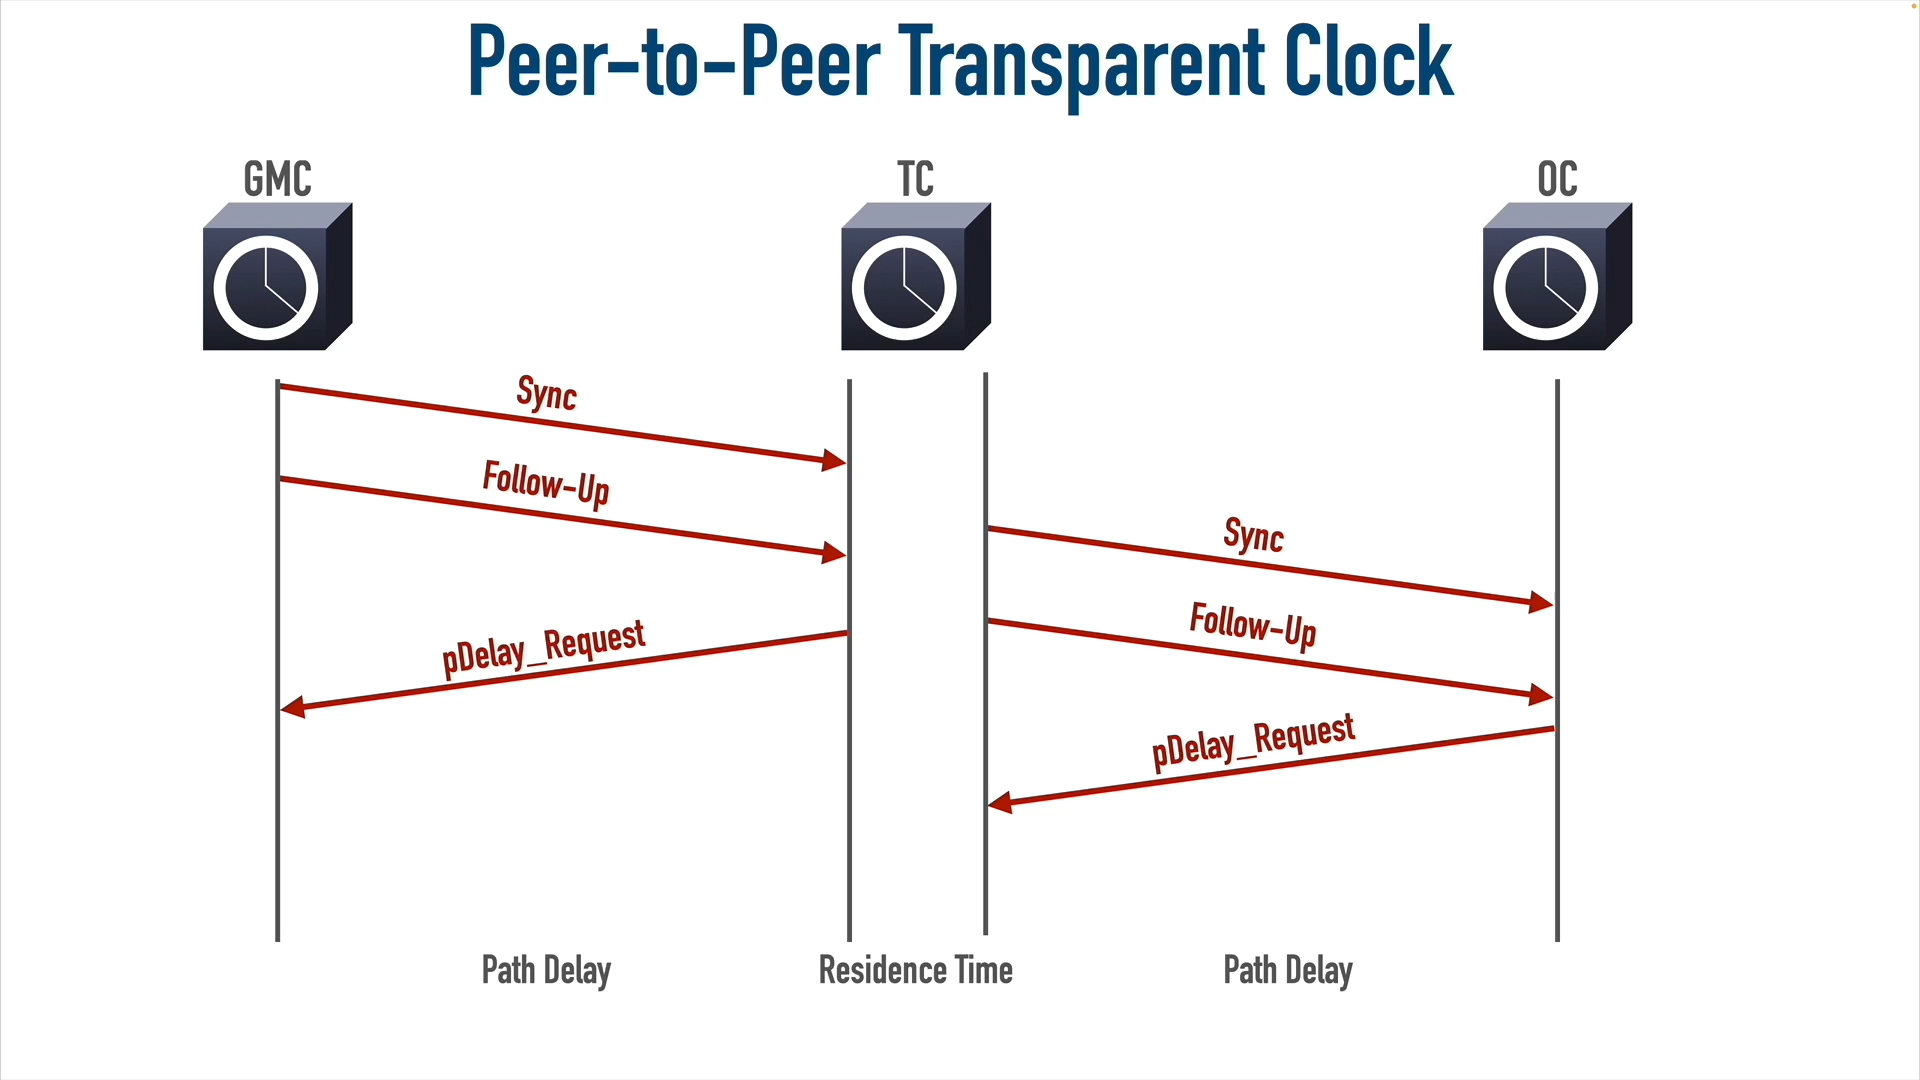 Peer-to-Peer Transparent Clock
GMC
TC
OC
Sync
Follow-Up
Sync
Follow-Up
pDelay_Request
pDelay_Request
Path Delay
Residence Time
Path Delay